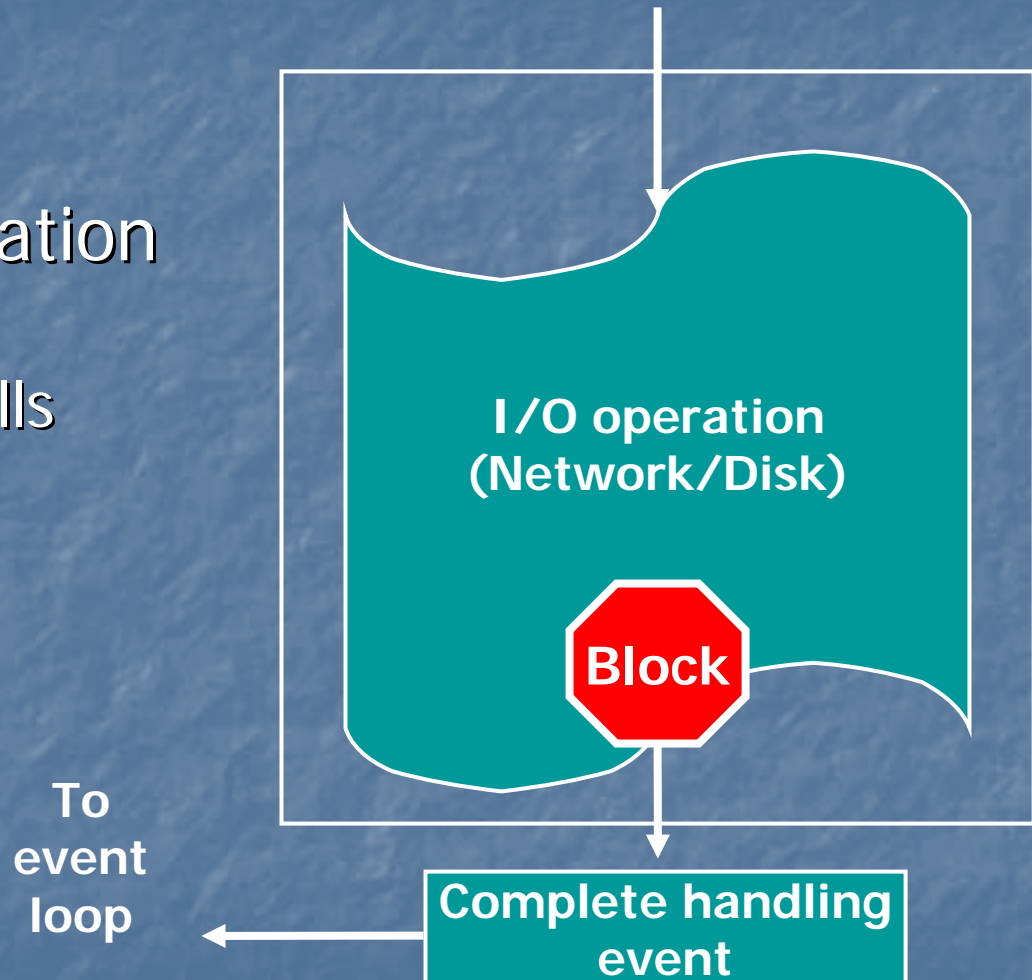 ation
lls
I/O operation
(Network/Disk)
Block
To
event
loop
Complete handling
event